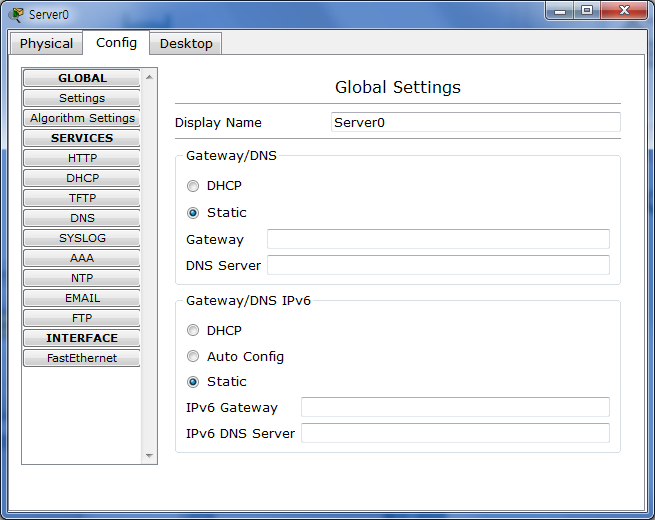 Server0
Physical Config Desktop
GLOBAL
Settings
Algorithm Settings
SERVICES
HTTP
DHCP
TFTP
DNS
SYSLOG
AAA
NTP
EMAIL
FTP
INTERFACE
FastEthernet
Global Settings
Display Name Server0
Gateway/DNS
DHCP
Static
Gateway
DNS Server
Gateway/DNS IPv6
DHCP
Auto Config
Static
IPv6 Gateway
IPv6 DNS Server